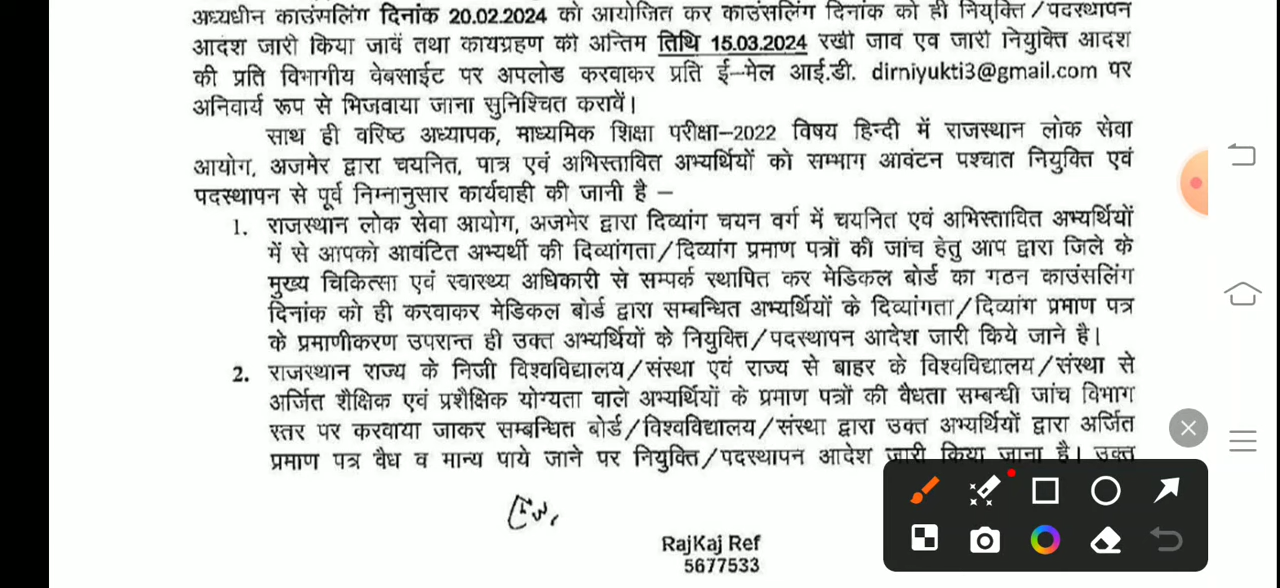 अध्यधीन काउंसलिंग दिनांक 20.02.2024 को आयोजित कर काउंसलिंग दिनांक को ही नियुक्ति/पदस्थापन
आदेश जारी किया जावें तथा कार्यग्रहण की अन्तिम तिथि 15.03.2024 रखी जावे एवं जारी नियुक्ति आदेश
की प्रति विभागीय वेबसाईट पर अपलोड करवाकर प्रति ई–मेल आई.डी. dirniyukti3@gmail.com पर
अनिवार्य रूप से भिजवाया जाना सुनिश्चित करावें।
साथ ही वरिष्ठ अध्यापक, माध्यमिक शिक्षा परीक्षा–2022 विषय हिन्दी में राजस्थान लोक सेवा
आयोग, अजमेर द्वारा चयनित, पात्र एवं अभिस्तावित अभ्यर्थियों को सम्भाग आवंटन पश्चात नियुक्ति एवं
पदस्थापन से पूर्व निम्नानुसार कार्यवाही की जानी है –
1. राजस्थान लोक सेवा आयोग, अजमेर द्वारा दिव्यांग चयन वर्ग में चयनित एवं अभिस्तावित अभ्यर्थियों
में से आपको आवंटित अभ्यर्थी की दिव्यांगता/दिव्यांग प्रमाण पत्रों की जांच हेतु आप द्वारा जिले के
मुख्य चिकित्सा एवं स्वास्थ्य अधिकारी से सम्पर्क स्थापित कर मेडिकल बोर्ड का गठन काउंसलिंग
दिनांक को ही करवाकर मेडिकल बोर्ड द्वारा सम्बन्धित अभ्यर्थियों के दिव्यांगता/दिव्यांग प्रमाण पत्र
के प्रमाणीकरण उपरान्त ही उक्त अभ्यर्थियों के नियुक्ति/पदस्थापन आदेश जारी किये जाने है।
2. राजस्थान राज्य के निजी विश्वविद्यालय/संस्था एवं राज्य से बाहर के विश्वविद्यालय/संस्था से
अर्जित शैक्षिक एवं प्रशैक्षिक योग्यता वाले अभ्यर्थियों के प्रमाण पत्रों की वैधता सम्बन्धी जांच विभाग
स्तर पर करवाया जाकर सम्बन्धित बोर्ड/विश्वविद्यालय/संस्था द्वारा उक्त अभ्यर्थियों द्वारा अर्जित
प्रमाण पत्र वैध व मान्य पाये जाने पर नियुक्ति/पदस्थापन आदेश जारी किया जाना है। उक्त
RajKaj Ref
5677533